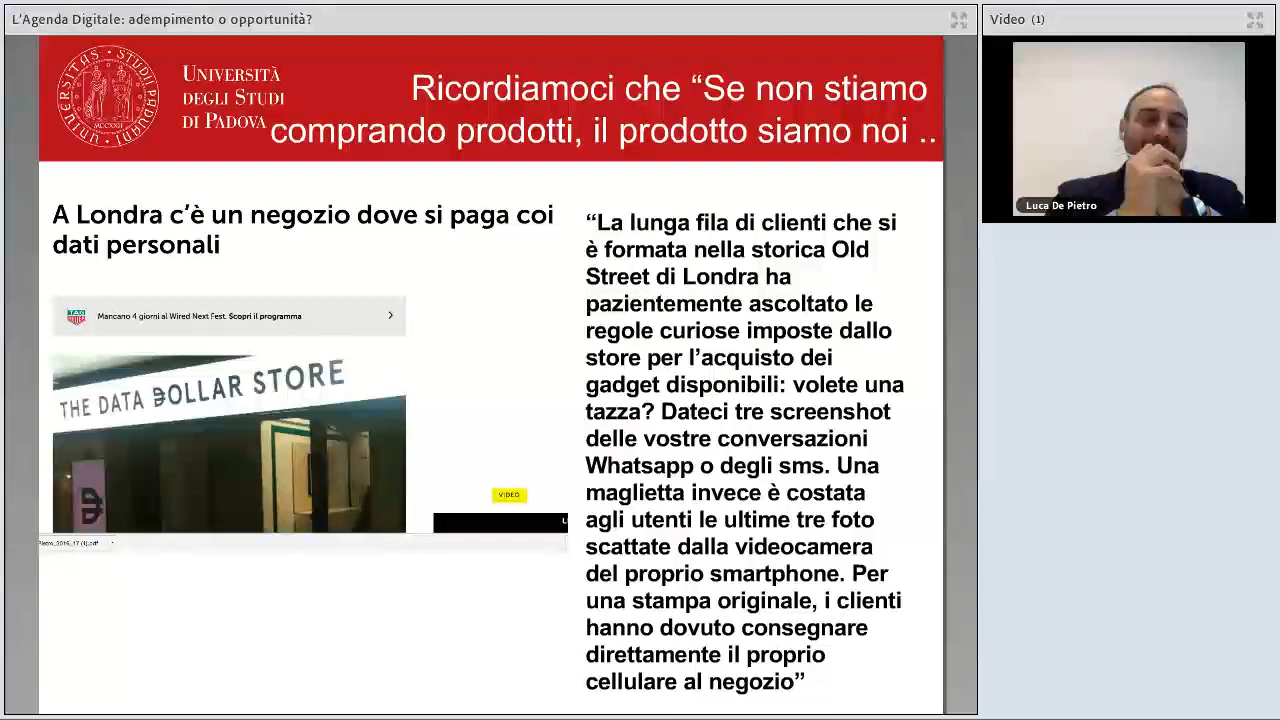 L'Agenda Digitale: adempimento o opportunità?
Video (1)
UNIVERSITÀ
DEGLI STUDI
DI PADOVA
Ricordiamoci che “Se non stiamo
comprando prodotti, il prodotto siamo noi ..
Luca De Pietro
A Londra c’è un negozio dove si paga coi
dati personali
TAG
Mancano 4 giorni al Wired Next Fest. Scopri il programma
THE DATA DOLLAR STORE
VIDEO
“La lunga fila di clienti che si
è formata nella storica Old
Street di Londra ha
pazientemente ascoltato le
regole curiose imposte dallo
store per l’acquisto dei
gadget disponibili: volete una
tazza? Dateci tre screenshot
delle vostre conversazioni
Whatsapp o degli sms. Una
maglietta invece è costata
agli utenti le ultime tre foto
scattate dalla videocamera
del proprio smartphone. Per
una stampa originale, i clienti
hanno dovuto consegnare
direttamente il proprio
cellulare al negozio”